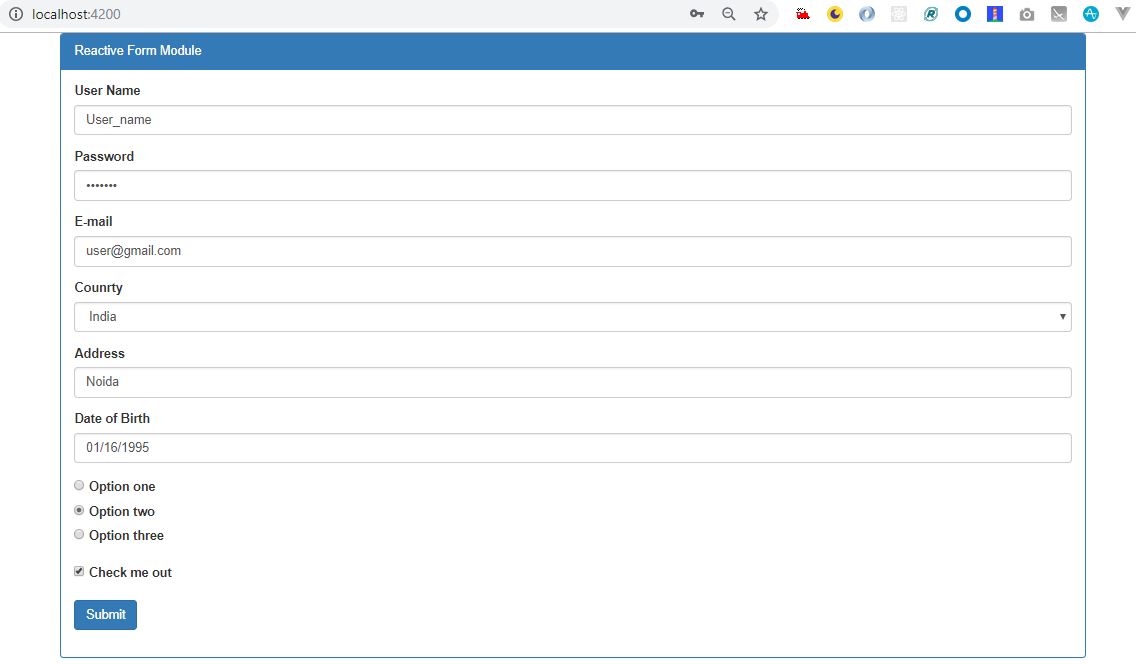 localhost:4200
Reactive Form Module
User Name
User_name
Password
•••••••
E-mail
user@gmail.com
Counrty
India
Address
Noida
Date of Birth
01/16/1995
Option one
Option two
Option three
Check me out
Submit